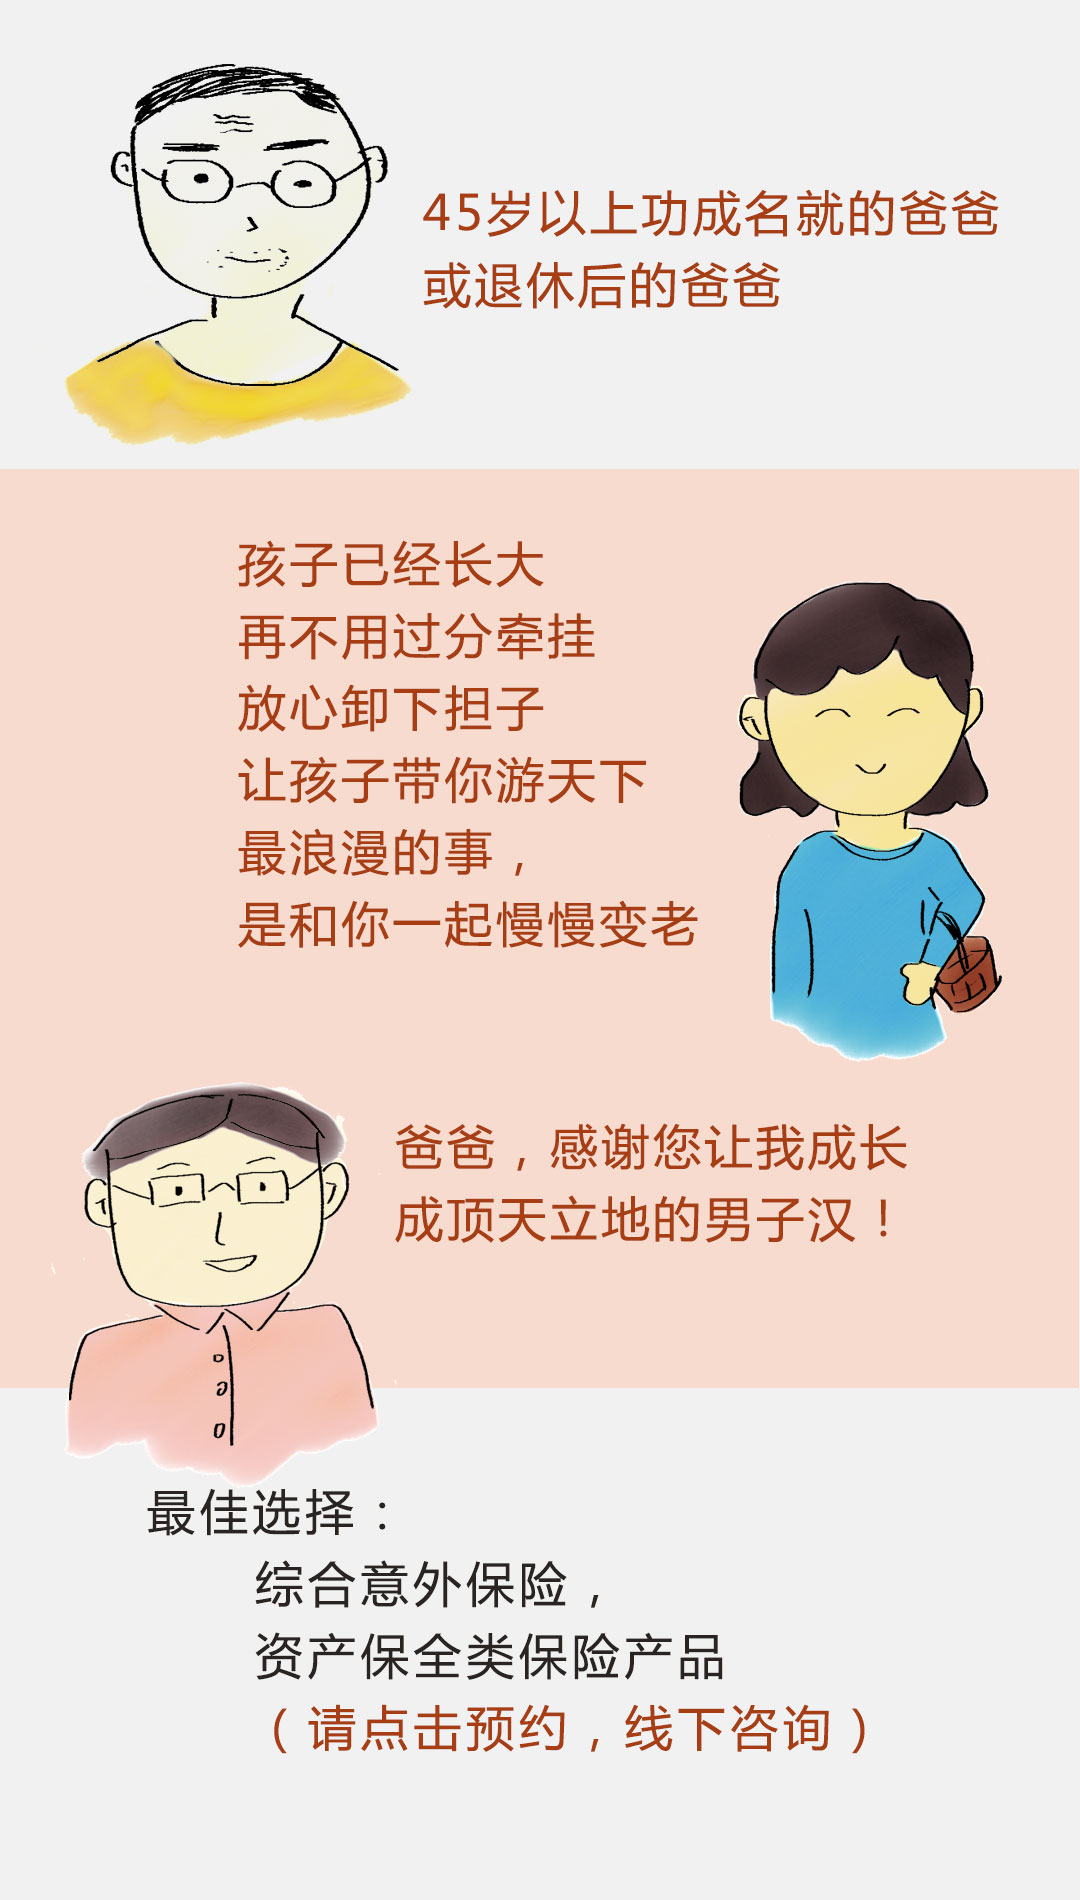 45岁以上功成名就的爸爸
或退休后的爸爸
孩子已经长大
再不用过分牵挂
放心卸下担子
让孩子带你游天下
最浪漫的事，
是和你一起慢慢变老
爸爸，感谢您让我成长
成顶天立地的男子汉！
最佳选择：
综合意外保险，
资产保全类保险产品
（请点击预约，线下咨询）